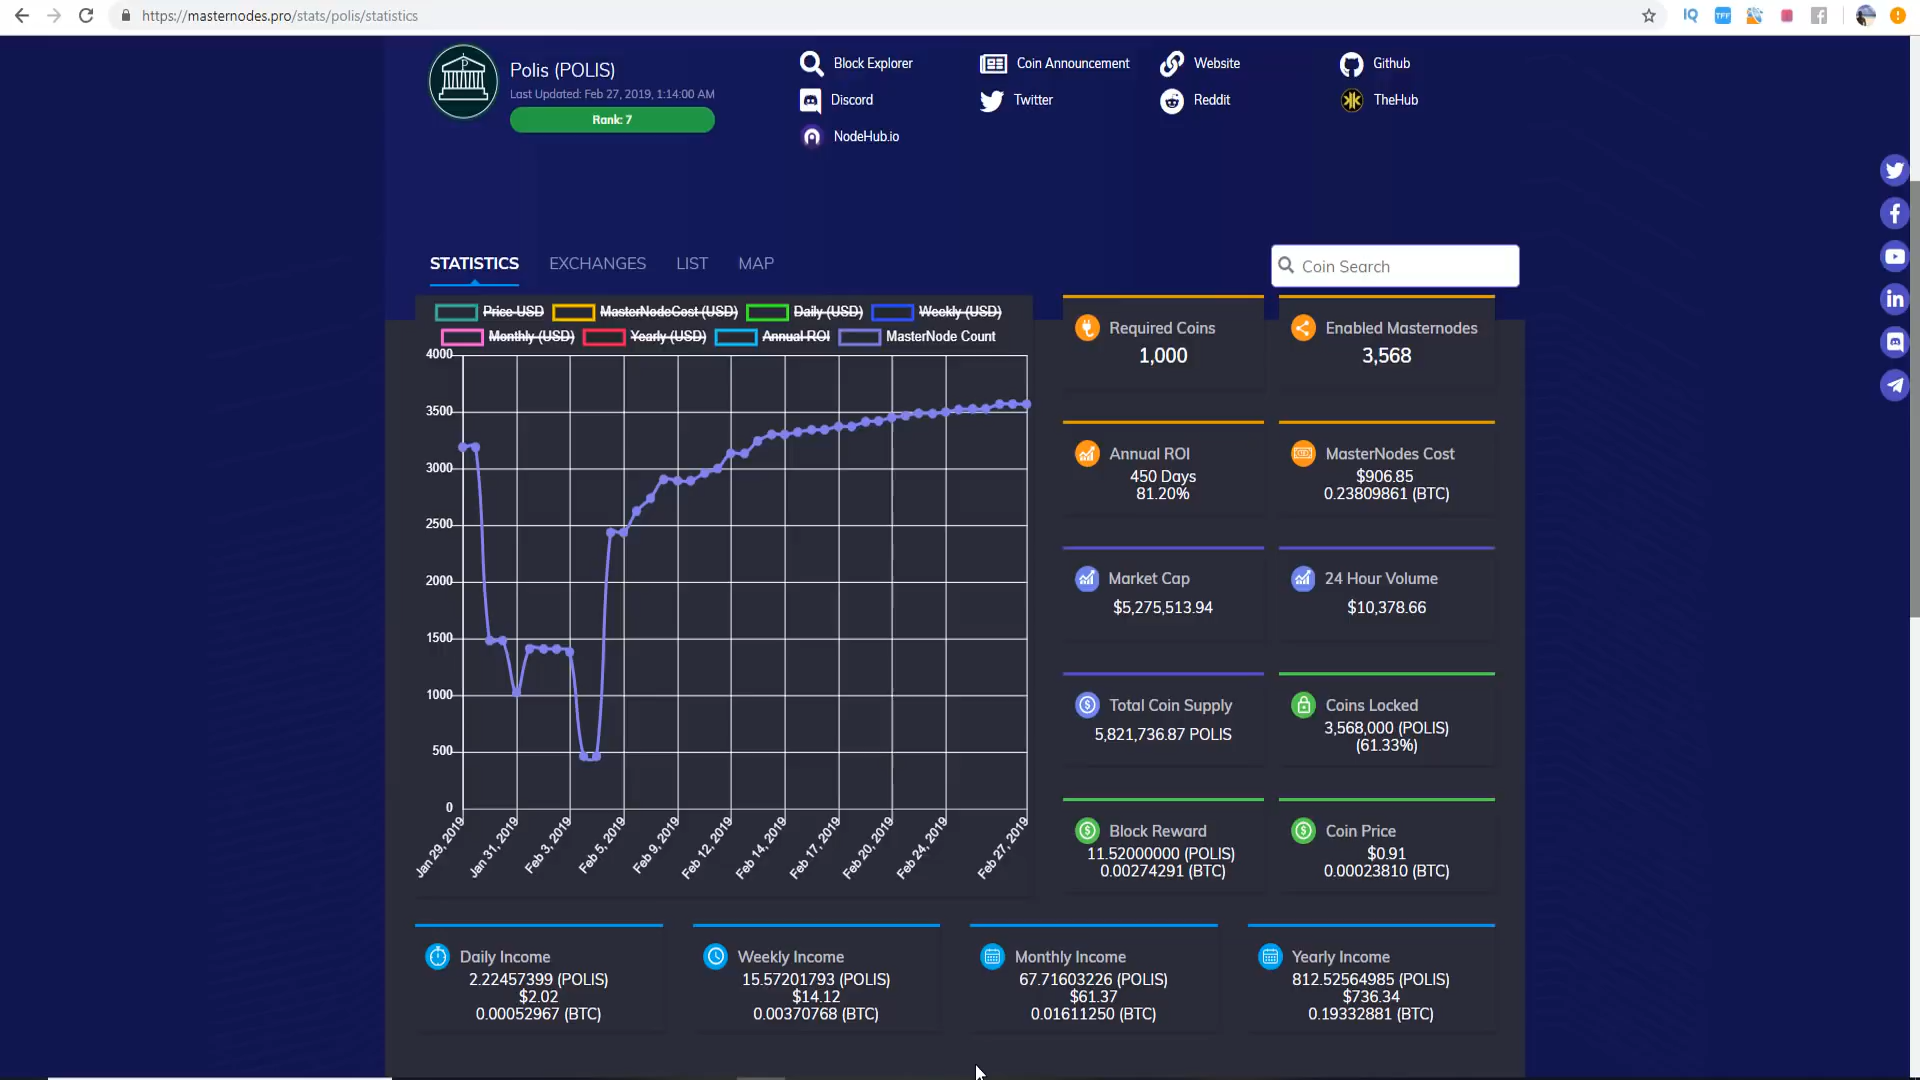 https://masternodes.pro/stats/polis/statistics
IQ
TFF
Polis (POLIS)
Last Updated: Feb 27, 2019, 1:14:00 AM
Rank: 7
Block Explorer
Coin Announcement
Website
Github
Discord
Twitter
Reddit
TheHub
NodeHub.io
STATISTICS
EXCHANGES
LIST
MAP
Coin Search
Price USD
MasterNodeCost (USD)
Daily (USD)
Weekly (USD)
Monthly (USD)
Yearly (USD)
Annual ROI
MasterNode Count
4000
3500
3000
2500
2000
1500
1000
500
0
Jan 29, 2019
Jan 31, 2019
Feb 3, 2019
Feb 5, 2019
Feb 9, 2019
Feb 12, 2019
Feb 14, 2019
Feb 17, 2019
Feb 20, 2019
Feb 24, 2019
Feb 27, 2019
Required Coins
1,000
Enabled Masternodes
3,568
Annual ROI
450 Days
81.20%
MasterNodes Cost
$906.85
0.23809861 (BTC)
Market Cap
$5,275,513.94
24 Hour Volume
$10,378.66
Total Coin Supply
5,821,736.87 POLIS
Coins Locked
3,568,000 (POLIS)
(61.33%)
Block Reward
11.52000000 (POLIS)
0.00274291 (BTC)
Coin Price
$0.91
0.00023810 (BTC)
Daily Income
2.22457399 (POLIS)
$2.02
0.00052967 (BTC)
Weekly Income
15.57201793 (POLIS)
$14.12
0.00370768 (BTC)
Monthly Income
67.71603226 (POLIS)
$61.37
0.01611250 (BTC)
Yearly Income
812.52564985 (POLIS)
$736.34
0.19332881 (BTC)